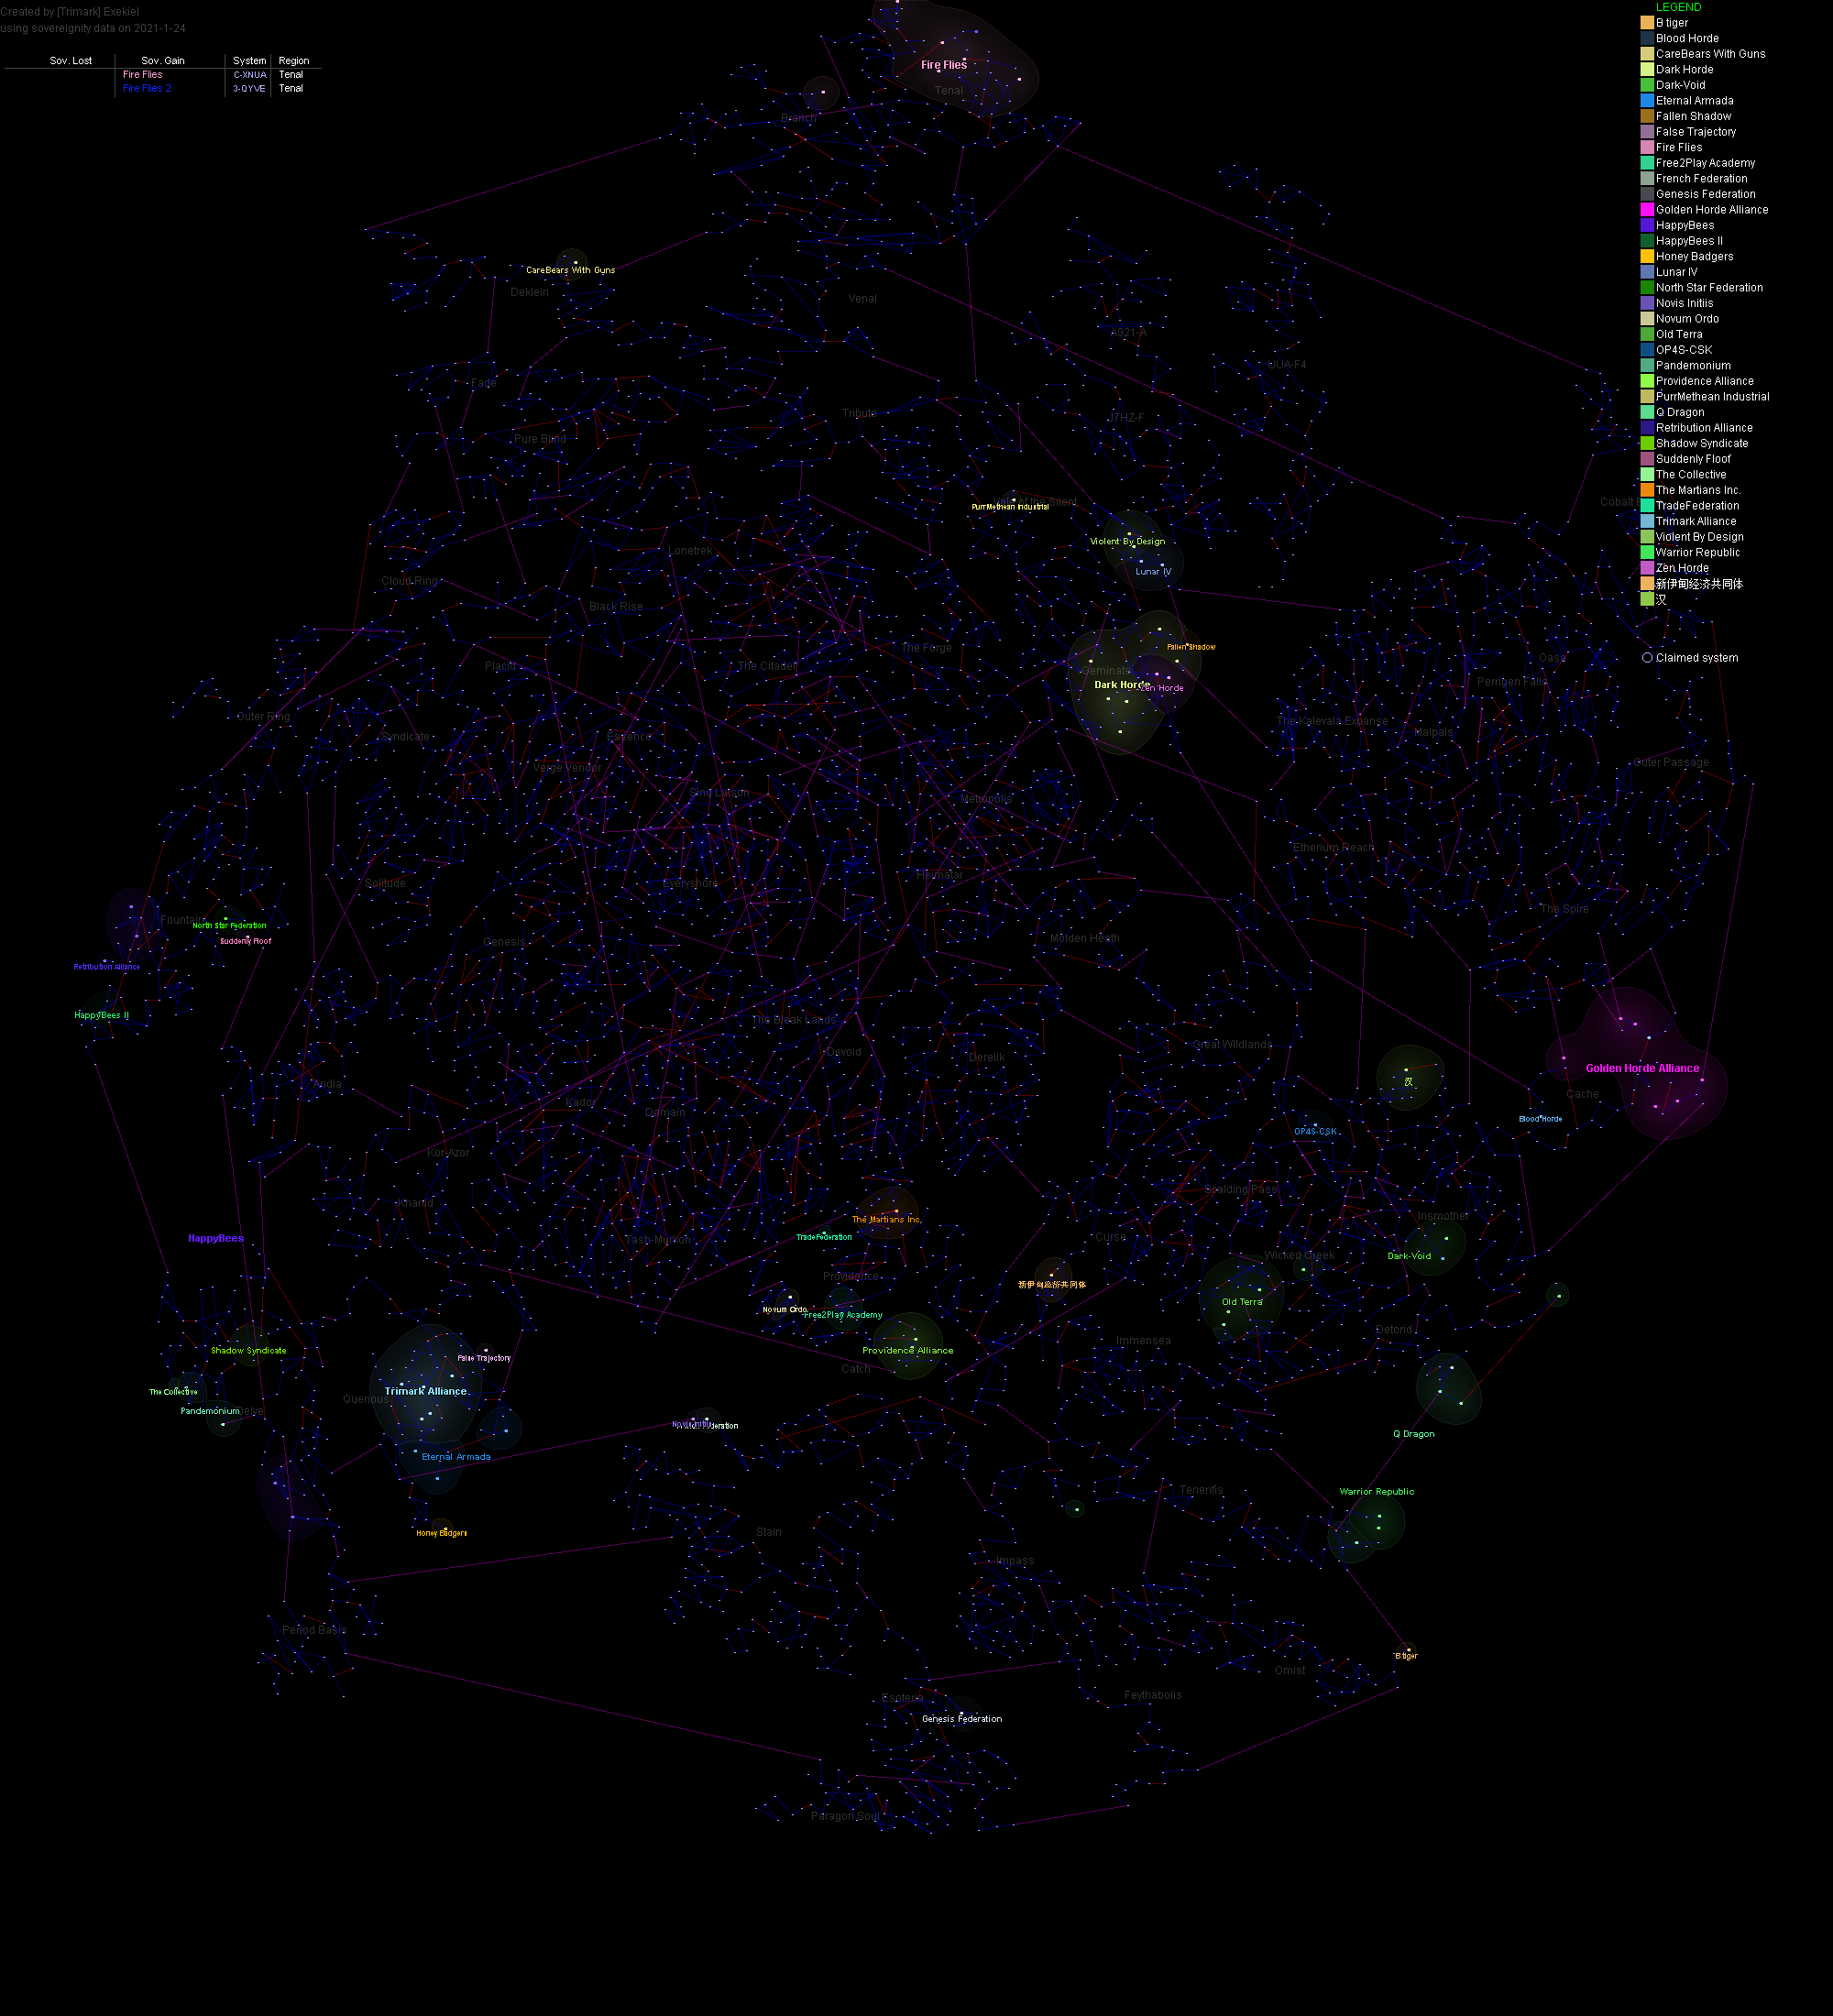 Created by [Trimark] Exekiel
using sovereignity data on 2021-1-24
Sov. Lost Sov. Gain System Region
Fire Flies C-XNUA Tenal
Fire Flies 2 3-QYVE Tenal
LEGEND
B tiger
Blood Horde
CareBears With Guns
Dark Horde
Dark-Void
Eternal Armada
Fallen Shadow
False Trajectory
Fire Flies
Free2Play Academy
French Federation
Genesis Federation
Golden Horde Alliance
HappyBees
HappyBees II
Honey Badgers
Lunar IV
North Star Federation
Novis Initiis
Novum Ordo
Old Terra
OP4S-CSK
Pandemonium
Providence Alliance
PurrMethean Industrial
Q Dragon
Retribution Alliance
Shadow Syndicate
Suddenly Floof
The Collective
The Martians Inc.
TradeFederation
Trimark Alliance
Violent By Design
Warrior Republic
Zen Horde
新伊甸经济共同体
汉
Claimed system
Fire Flies
Tenal
Branch
CareBears With Guns
Deklein
Venal
A821-A
UUA-F4
Fade
Tribute
J7HZ-F
Pure Blind
Vale of the Silent
PurrMethean Industrial
Cobalt
Violent By Design
Lonetrek
Lunar IV
Cloud Ring
Black Rise
Fallen Shadow
The Forge
Oasa
Placid
The Citadel
Geminate
Dark Horde
Zen Horde
Perrigen Falls
Outer Ring
The Kalevala Expanse
Malpais
Syndicate
Essence
Outer Passage
Verge Vendor
Sinq Laison
Metropolis
Etherium Reach
Solitude
Everyshore
Heimatar
The Spire
Fountain
North Star Federation
Suddenly Floof
Genesis
Molden Heath
Retribution Alliance
HappyBees II
The Bleak Lands
Great Wildlands
Devoid
Derelik
Golden Horde Alliance
Aridia
汉
Cache
Kador
Domain
Blood Horde
OP4S-CSK
Kor-Azor
Khanid
Scalding Pass
The Martians Inc.
Insmother
HappyBees
Tash-Murkon
TradeFederation
Curse
Wicked Creek
Dark-Void
Providence
新伊甸经济共同体
Novum Ordo
Free2Play Academy
Old Terra
Detorid
Immensea
Shadow Syndicate
False Trajectory
Providence Alliance
Catch
The Collective
Trimark Alliance
Querious
Pandemonium
Delve
Q Dragon
Eternal Armada
Tenerifis
Warrior Republic
Honey Badgers
Stain
Impass
Period Basis
B tiger
Omist
Esoteria
Feythabolis
Genesis Federation
Paragon Soul